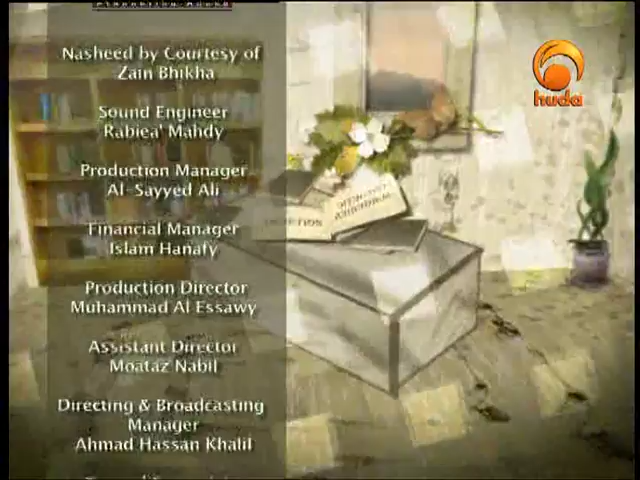 Nasheed by Courtesy of
Zain Bhikha
Sound Engineer
Rabiea' Mahdy
Production Manager
Al-Sayyed Ali
Financial Manager
Islam Hanafy
Production Director
Muhammad Al Essawy
Assistant Director
Moataz Nabil
Directing & Broadcasting
Manager
Ahmad Hassan Khalil
huda